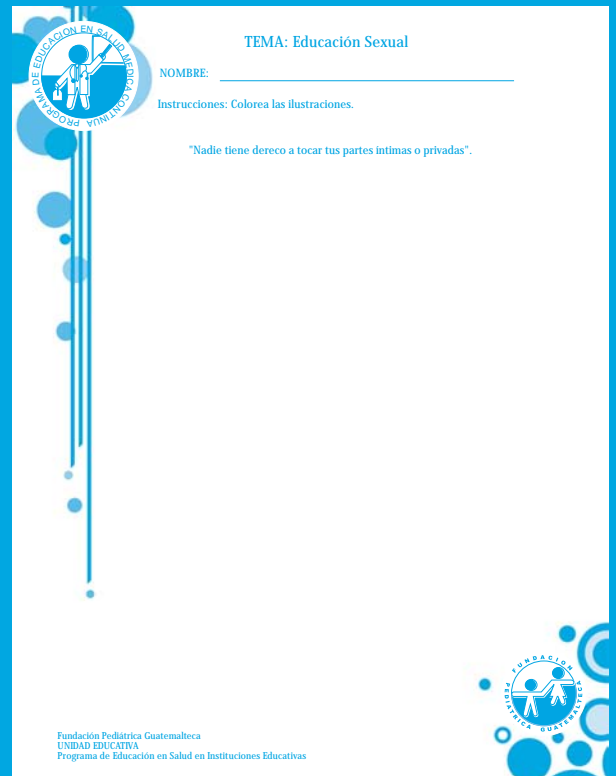 PROGRAMA DE EDUCACION EN SALUD MEDICA CONTINUA
TEMA: Educación Sexual
NOMBRE:
Instrucciones: Colorea las ilustraciones.
"Nadie tiene dereco a tocar tus partes íntimas o privadas".
FUNDACION
PEDIATRICA GUATEMALTECA
Fundación Pediátrica Guatemalteca
UNIDAD EDUCATIVA
Programa de Educación en Salud en Instituciones Educativas